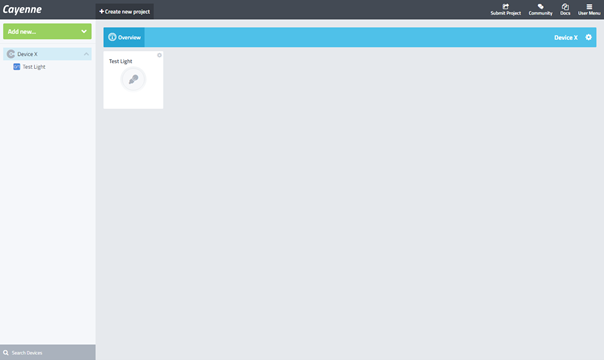 Cayenne
+ Create new project
Submit Project
Community
Docs
User Menu
Add new...
Overview
Device X
Device X
Test Light
Test Light
Search Devices